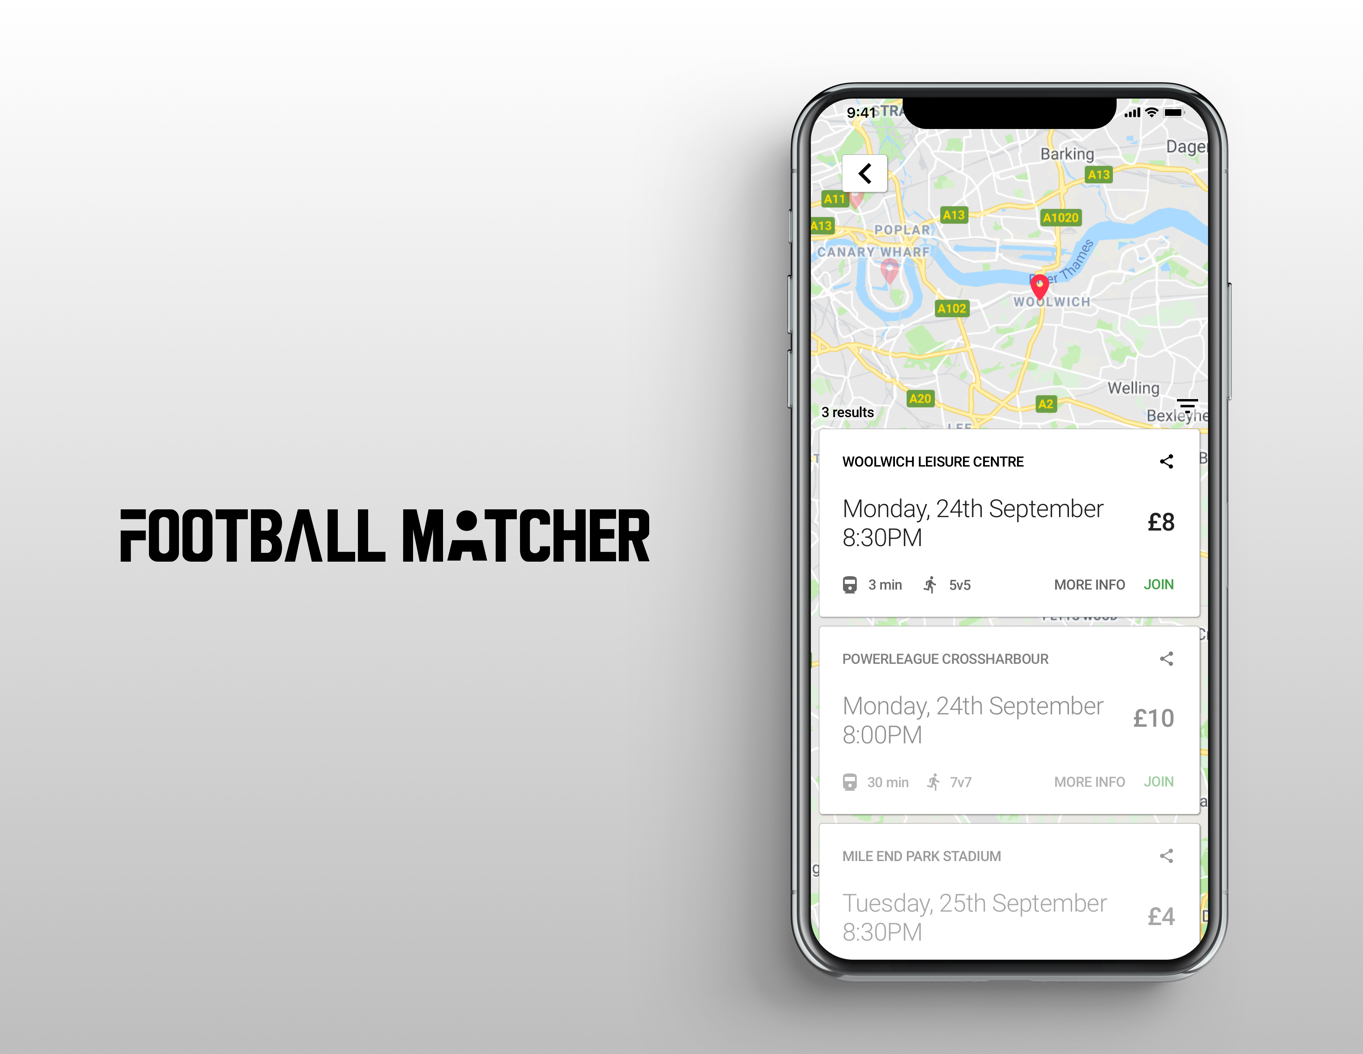 FOOTBALL MATCHER
9:41
STRA
Barking
Dager
A13
A11
A13
A13
A1020
POPLAR
CANARY WHARF
River Thames
WOOLWICH
A102
Welling
A20
A2
3 results
Bexleyhe
LEE
WOOLWICH LEISURE CENTRE
Monday, 24th September
8:30PM
£8
3 min
5v5
MORE INFO
JOIN
POWERLEAGUE CROSSHARBOUR
Monday, 24th September
8:00PM
£10
30 min
7v7
MORE INFO
JOIN
MILE END PARK STADIUM
Tuesday, 25th September
8:30PM
£4